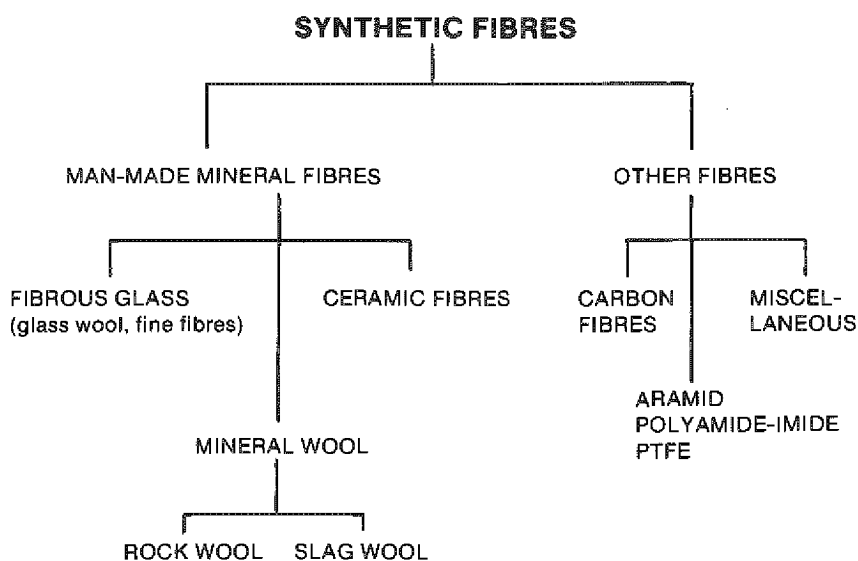 SYNTHETIC FIBRES
MAN-MADE MINERAL FIBRES
OTHER FIBRES
FIBROUS GLASS
(glass wool, fine fibres)
CERAMIC FIBRES
CARBON
FIBRES
MISCEL-
LANEOUS
ARAMID
POLYAMIDE-IMIDE
PTFE
MINERAL WOOL
ROCK WOOL
SLAG WOOL